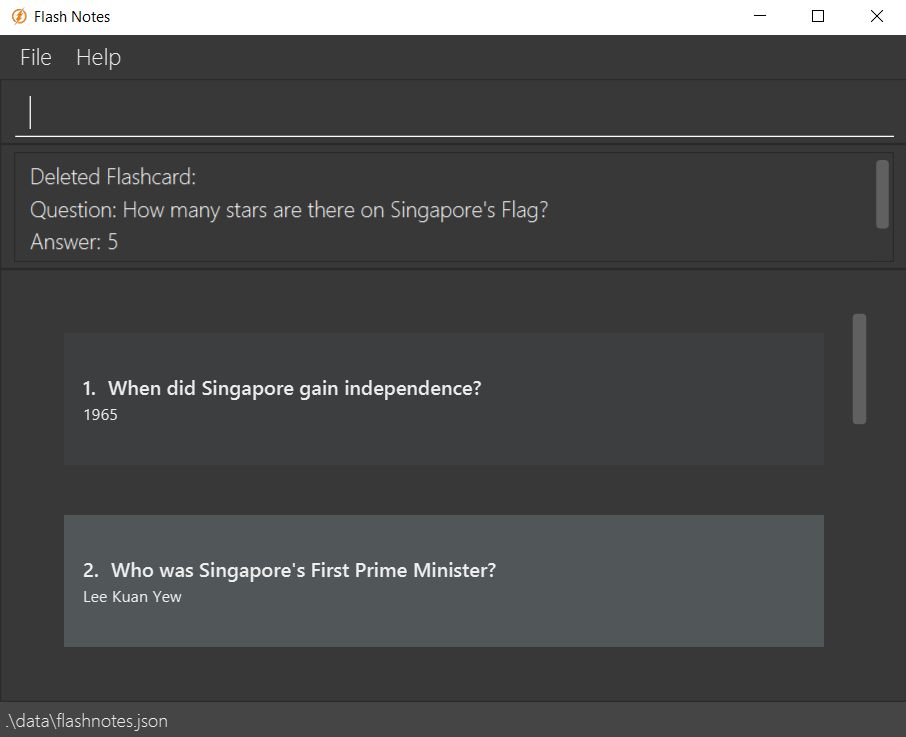 Flash Notes
File Help
Deleted Flashcard:
Question: How many stars are there on Singapore's Flag?
Answer: 5
1. When did Singapore gain independence?
1965
2. Who was Singapore's First Prime Minister?
Lee Kuan Yew
.\data\flashnotes.json